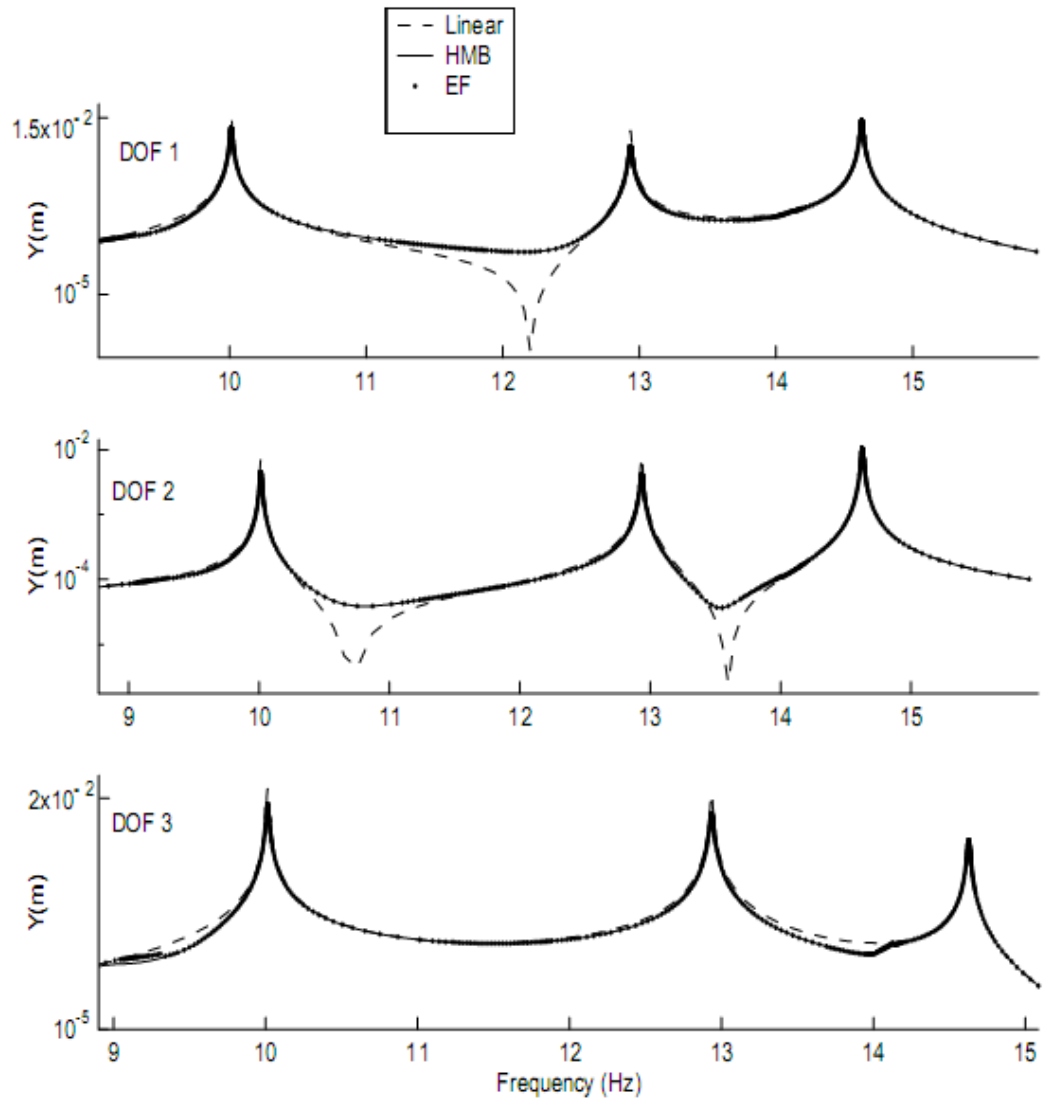 Linear
HMB
EF
1.5x10⁻²
DOF 1
Y(m)
10⁻⁵
10 11 12 13 14 15
10⁻²
DOF 2
Y(m)
10⁻⁴
9 10 11 12 13 14 15
2x10⁻²
DOF 3
Y(m)
10⁻⁵
9 10 11 12 13 14 15
Frequency (Hz)